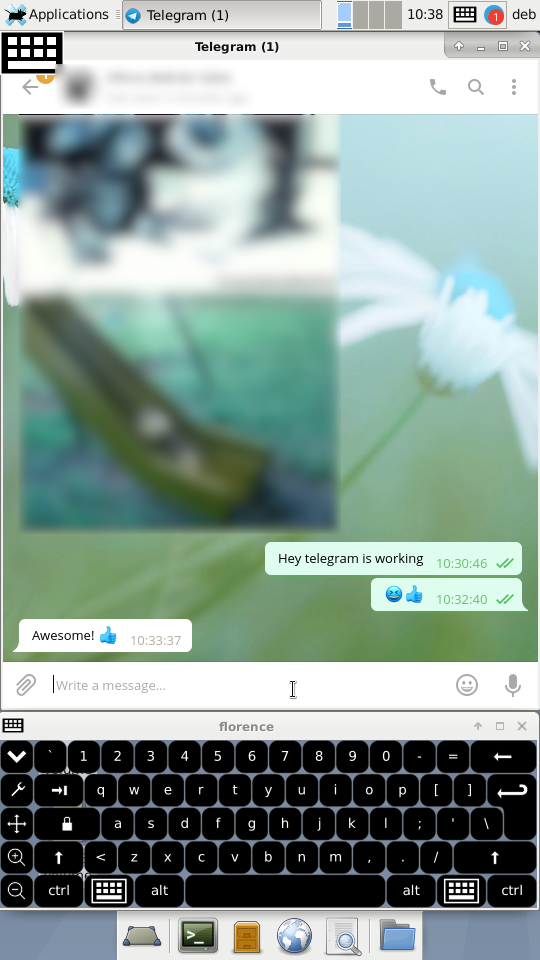 Applications
Telegram (1)
10:38
1
deb
Telegram (1)
Hey telegram is working
10:30:46
10:32:40
Awesome!
10:33:37
Write a message...
florence
` 1 2 3 4 5 6 7 8 9 0 - =
q w e r t y u i o p [ ]
a s d f g h j k l ; ' \
< z x c v b n m , . /
ctrl alt alt ctrl